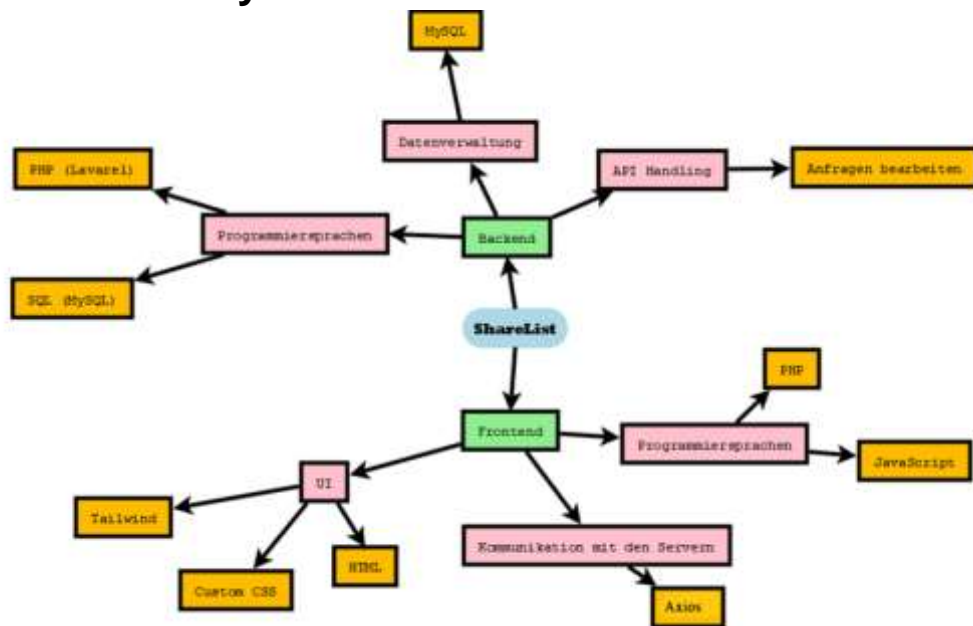 MySQL
Datenverwaltung
PHP (Lavarel)
API Handling
Anfragen bearbeiten
Programmiersprachen
Backend
SQL (MySQL)
ShareList
PHP
Frontend
Programmiersprachen
JavaScript
UI
Tailwind
Kommunikation mit den Servern
HTML
Custom CSS
Axios